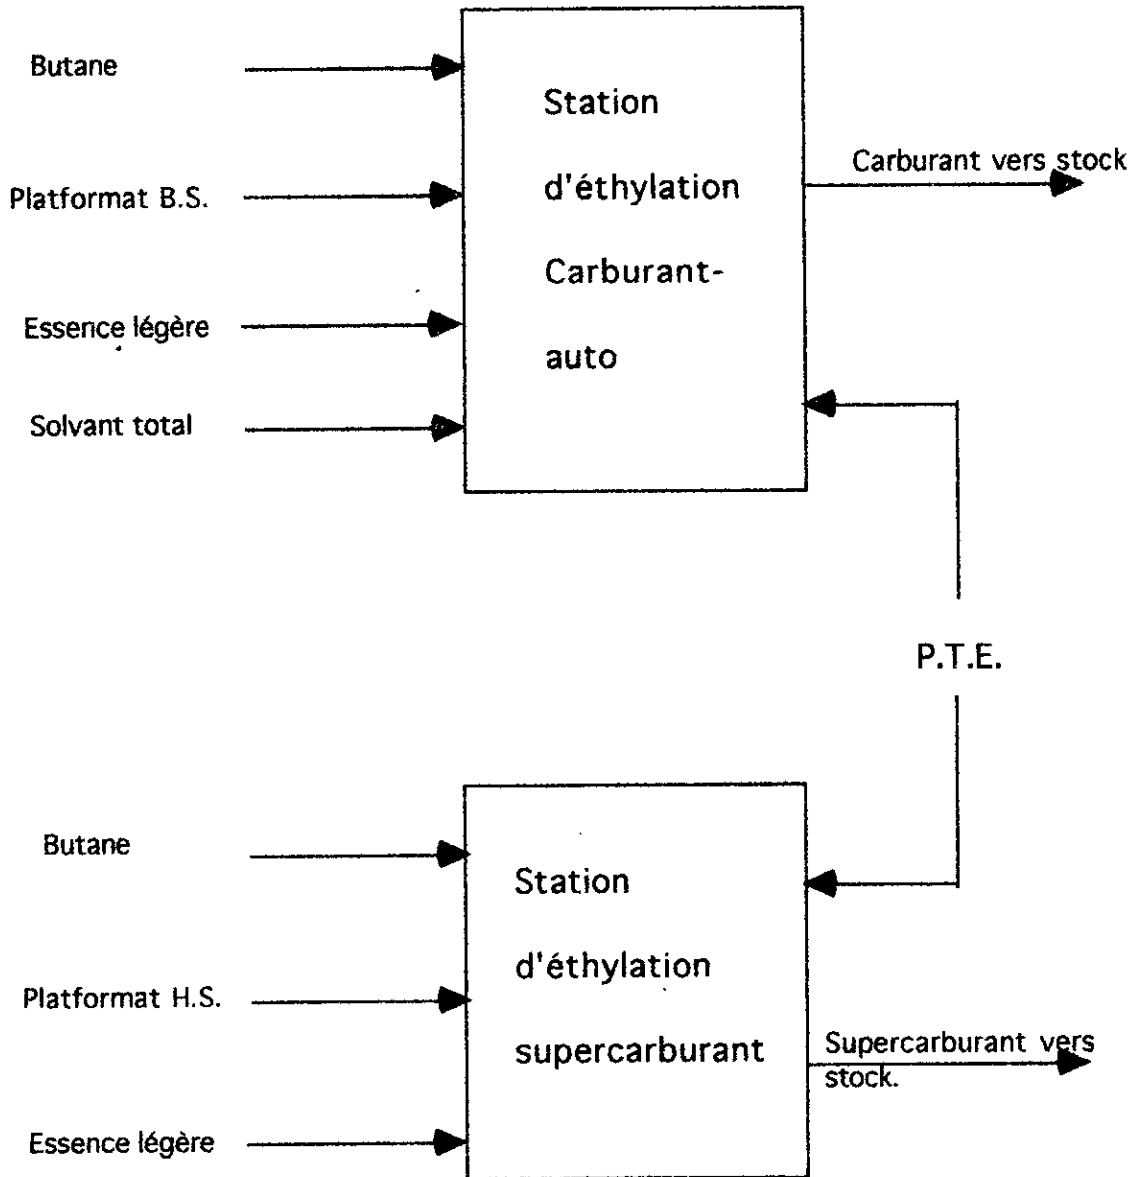 Butane
Platformat B.S.
Essence légère
Solvant total
Station
d'éthylation
Carburant-
auto
Carburant vers stock
P.T.E.
Butane
Platformat H.S.
Essence légère
Station
d'éthylation
supercarburant
Supercarburant vers
stock.